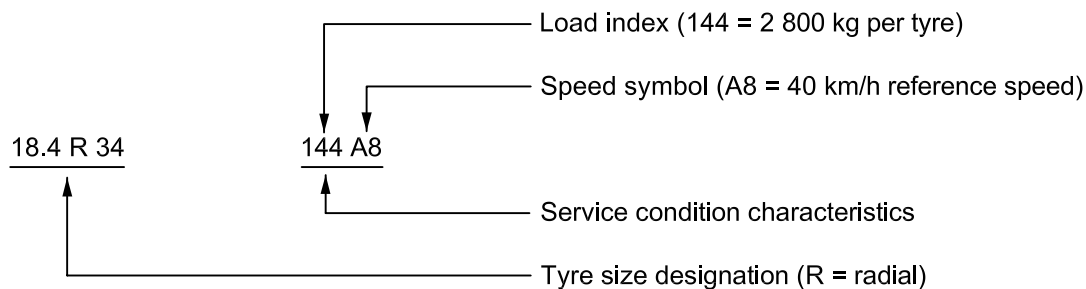 Load index (144 = 2 800 kg per tyre)
Speed symbol (A8 = 40 km/h reference speed)
18.4 R 34 144 A8
Service condition characteristics
Tyre size designation (R = radial)